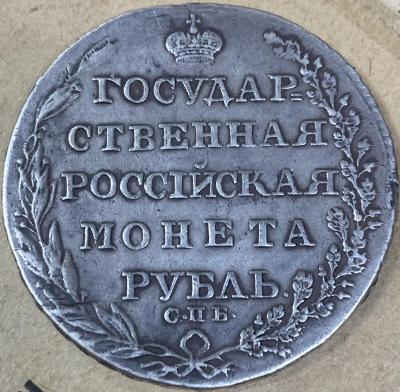 ГОСУДАР=
СТВЕННАЯ
РОССІЙСКАЯ
МОНЕТА
РУБЛЬ.
С·П·Б·